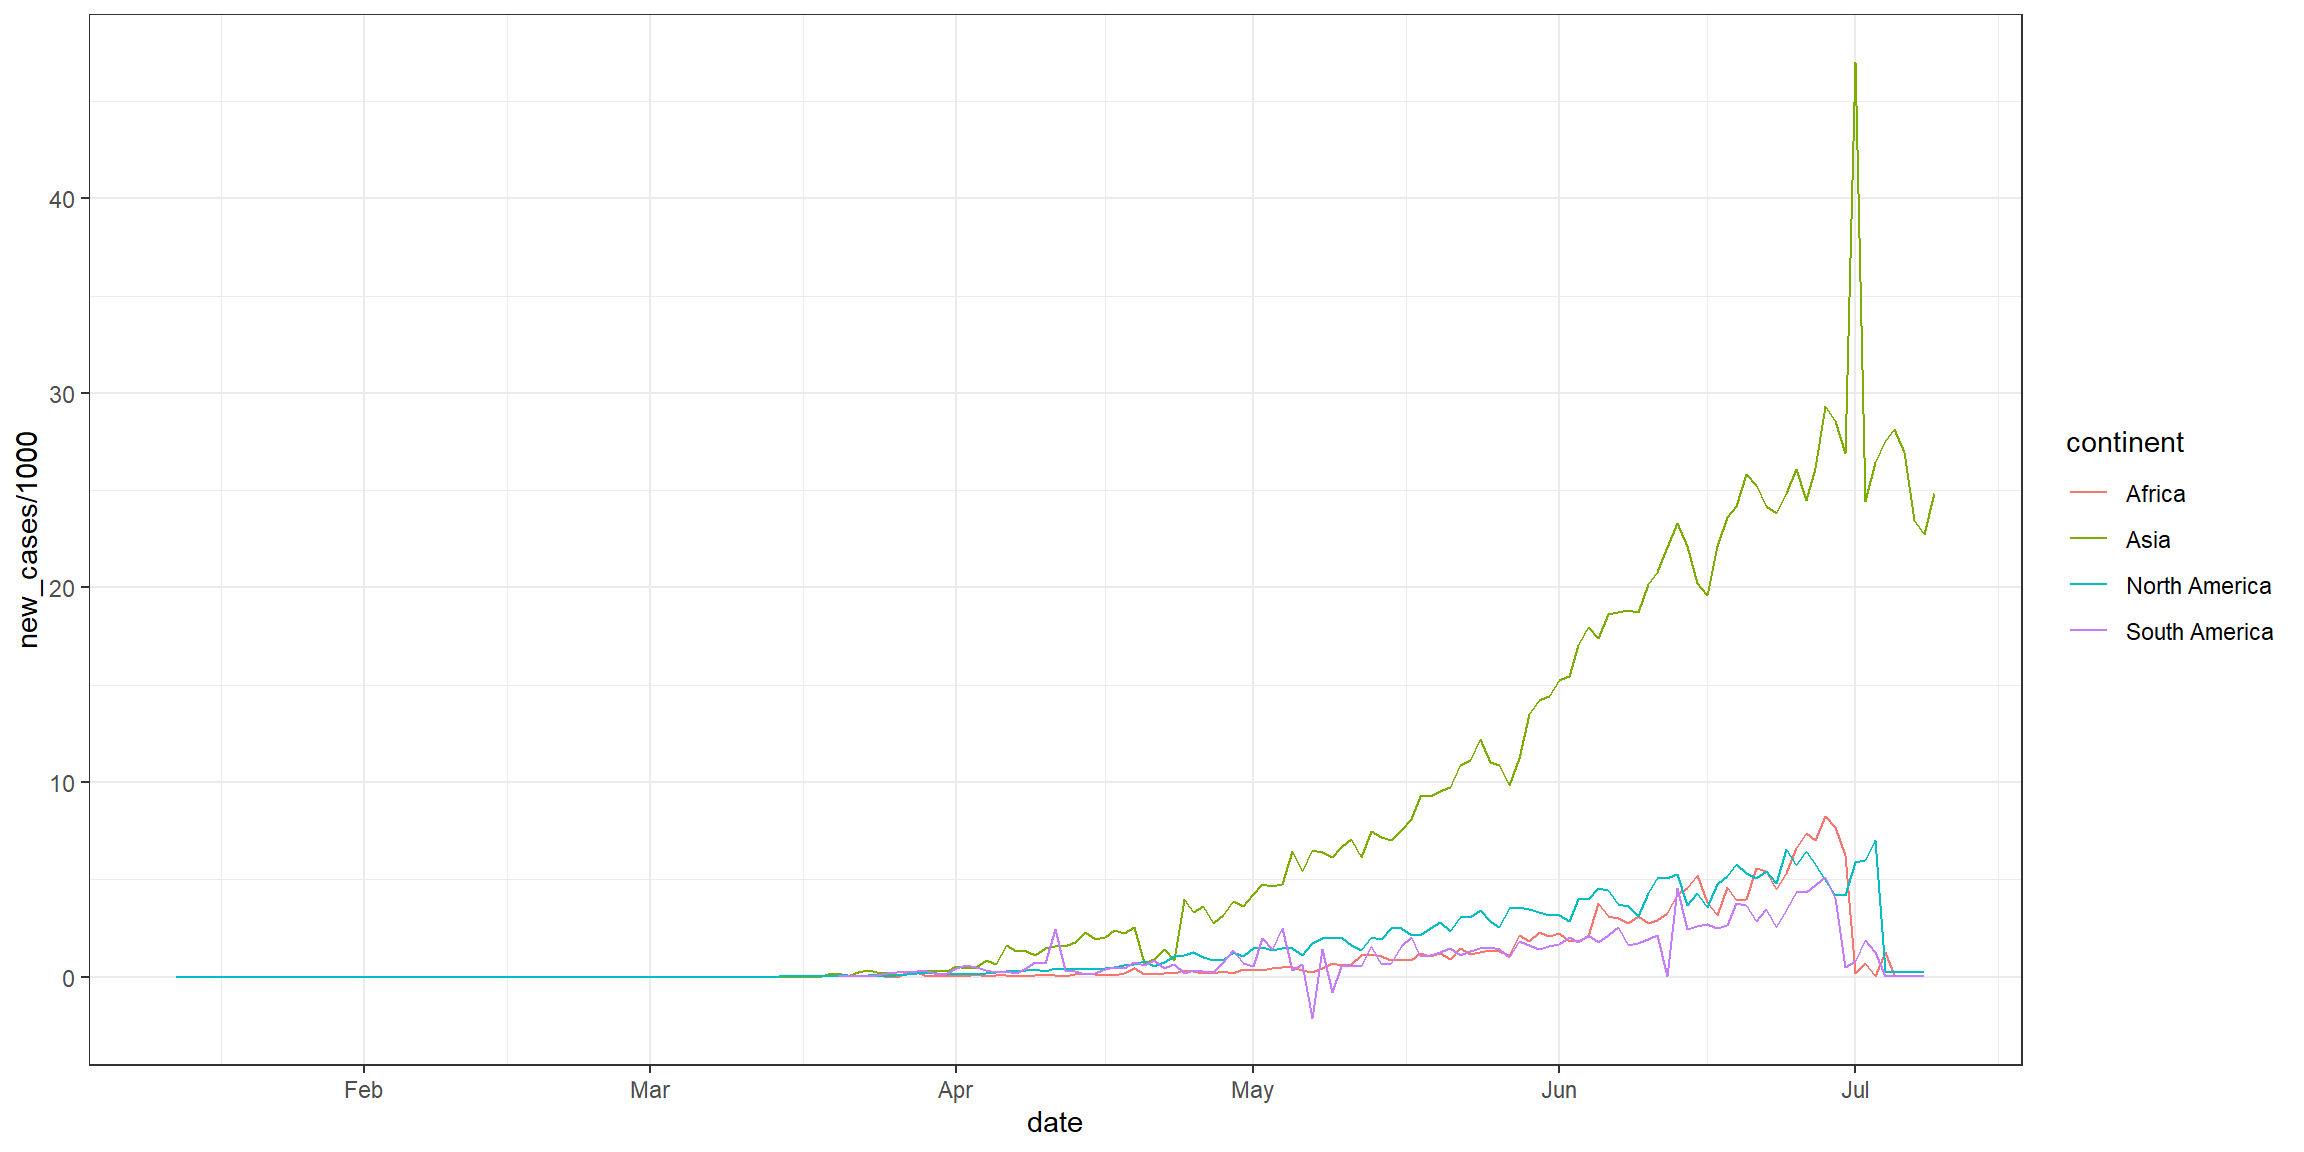 new_cases/1000
40
30
20
10
0
Feb Mar Apr May Jun Jul
date
continent
Africa
Asia
North America
South America